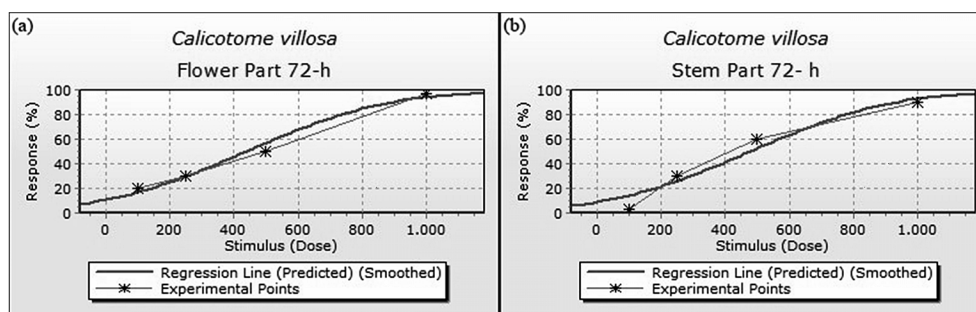 (a)
Calicotome villosa
Flower Part 72-h
Response (%)
100
80
60
40
20
0
0 200 400 600 800 1.000
Stimulus (Dose)
Regression Line (Predicted) (Smoothed)
Experimental Points
(b)
Calicotome villosa
Stem Part 72- h
Response (%)
100
80
60
40
20
0
0 200 400 600 800 1.000
Stimulus (Dose)
Regression Line (Predicted) (Smoothed)
Experimental Points